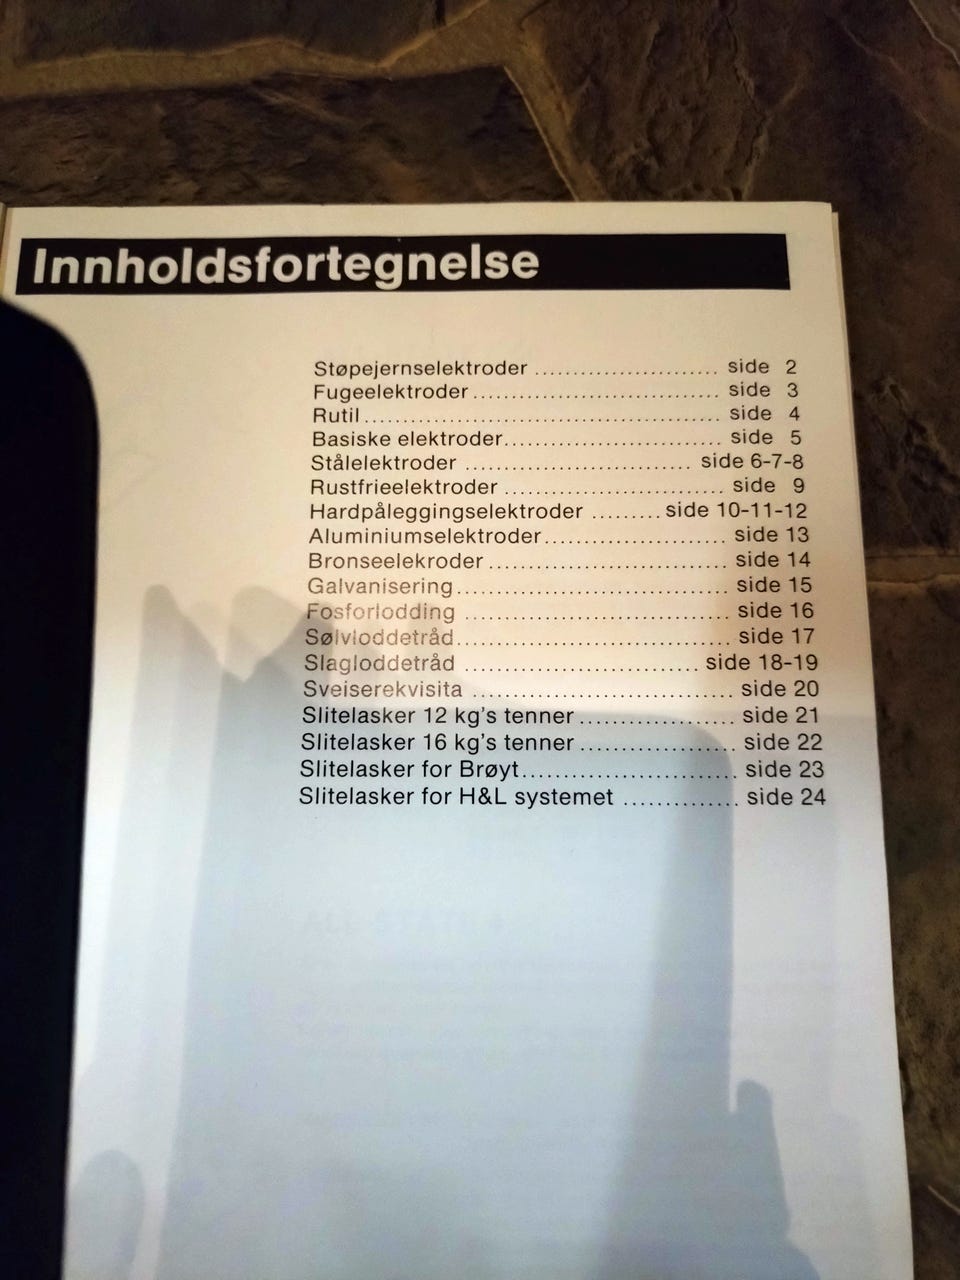 Innholdsfortegnelse
Støpejernselektroder ........................ side 2
Fugeelektroder ................................ side 3
Rutil .............................................. side 4
Basiske elektroder............................ side 5
Stålelektroder ............................. side 6-7-8
Rustfrieelektroder ............................ side 9
Hardpåleggingselektroder ......... side 10-11-12
Aluminiumselektroder........................ side 13
Bronseelekroder ............................... side 14
Galvanisering................................... side 15
Fosforlodding ................................... side 16
Sølvloddetråd................................... side 17
Slagloddetråd .............................. side 18-19
Sveiserekvisita ................................. side 20
Slitelasker 12 kg's tenner.................... side 21
Slitelasker 16 kg's tenner.................... side 22
Slitelasker for Brøyt........................... side 23
Slitelasker for H&L systemet .............. side 24